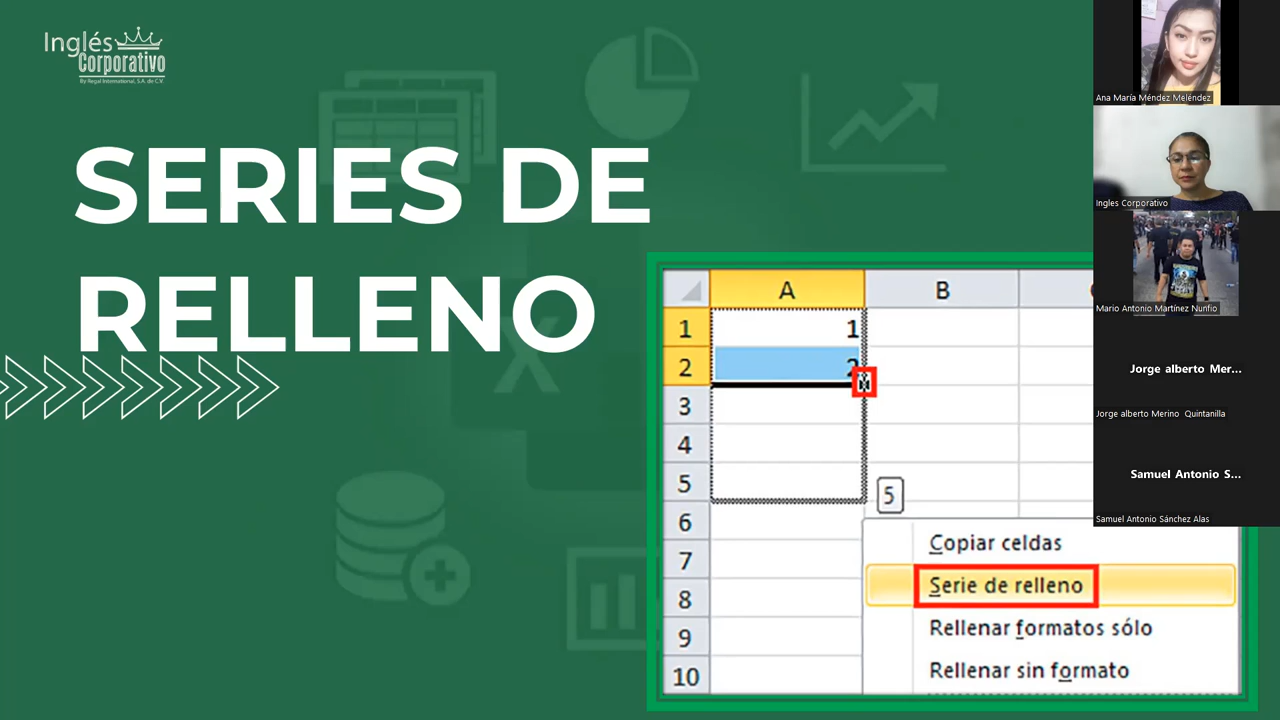 Inglés
Corporativo
By Regal International, S.A. de C.V.
SERIES DE
RELLENO
A B
1 1
2 2
3
4
5
5
6
7
8
9
10
Copiar celdas
Serie de relleno
Rellenar formatos sólo
Rellenar sin formato
Ana María Méndez Meléndez
Ingles Corporativo
Mario Antonio Martínez Nunfio
Jorge alberto Mer...
Jorge alberto Merino Quintanilla
Samuel Antonio S...
Samuel Antonio Sánchez Alas